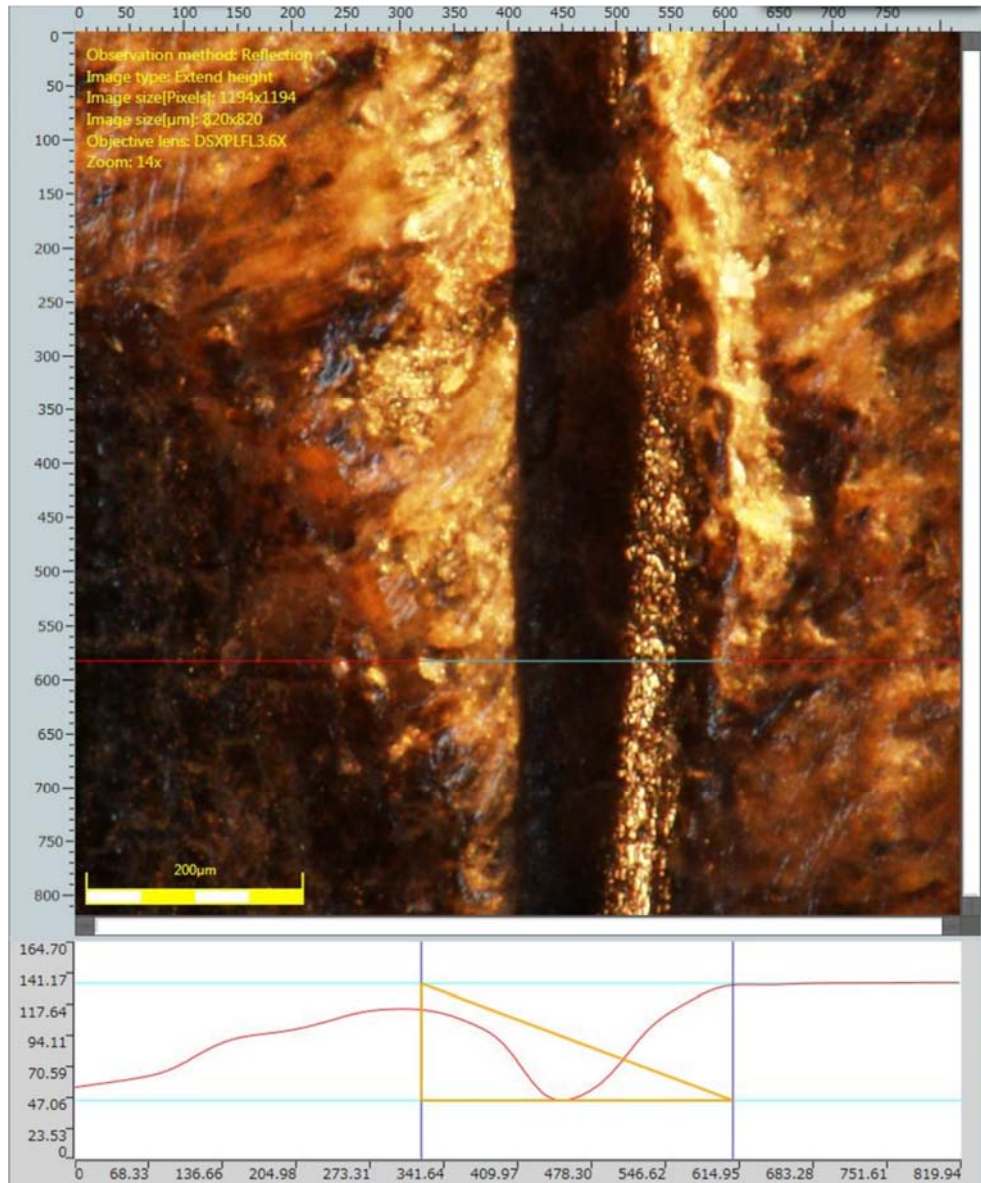 0 50 100 150 200 250 300 350 400 450 500 550 600 650 700 750
0
50
100
150
200
250
300
350
400
450
500
550
600
650
700
750
800
Observation method: Reflection
Image type: Extend height
Image size[Pixels]: 1194x1194
Image size[µm]: 820x820
Objective lens: DSXPLFL3.6X
Zoom: 14x
200µm
164.70
141.17
117.64
94.11
70.59
47.06
23.53
0
0 68.33 136.66 204.98 273.31 341.64 409.97 478.30 546.62 614.95 683.28 751.61 819.94